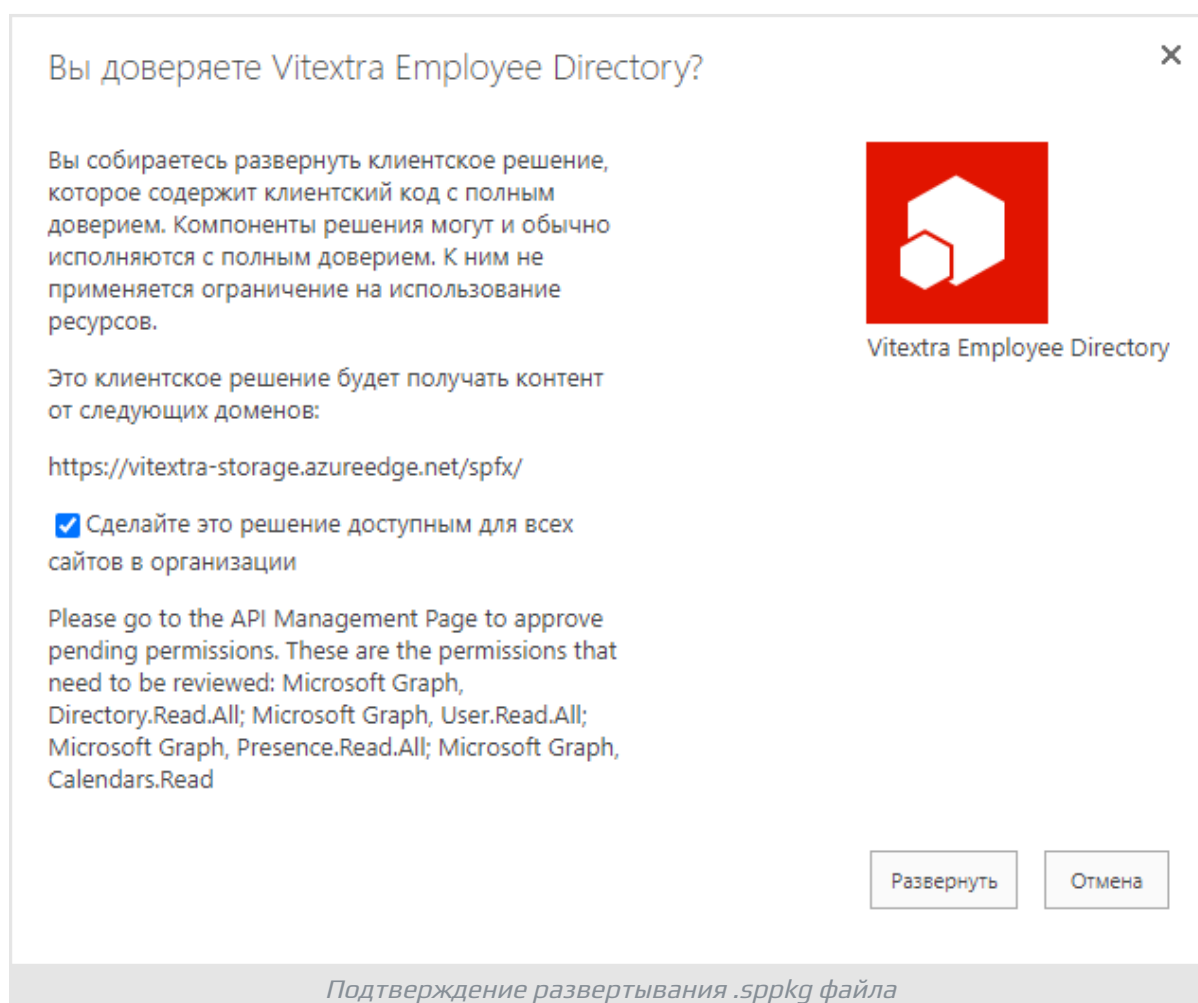 Вы доверяете Vitextra Employee Directory?
Вы собираетесь развернуть клиентское решение,
которое содержит клиентский код с полным
доверием. Компоненты решения могут и обычно
исполняются с полным доверием. К ним не
применяется ограничение на использование
ресурсов.
Vitextra Employee Directory
Это клиентское решение будет получать контент
от следующих доменов:
https://vitextra-storage.azureedge.net/spfx/
Сделайте это решение доступным для всех
сайтов в организации
Please go to the API Management Page to approve
pending permissions. These are the permissions that
need to be reviewed: Microsoft Graph,
Directory.Read.All; Microsoft Graph, User.Read.All;
Microsoft Graph, Presence.Read.All; Microsoft Graph,
Calendars.Read
Развернуть
Отмена
Подтверждение развертывания .sppkg файла